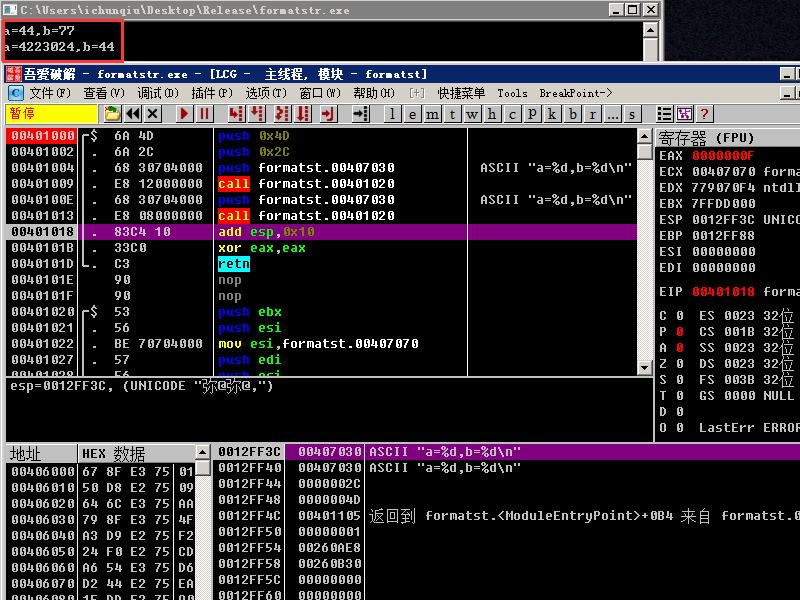 C:\Users\ichunqiu\Desktop\Release\formatstr.exe
a=44,b=77
a=4223024,b=44
吾爱破解 - formatstr.exe - [LCG - 主线程, 模块 - formatst]
C 文件(F) 查看(V) 调试(D) 插件(P) 选项(T) 窗口(W) 帮助(H) [+] 快捷菜单 Tools BreakPoint->
暂停 l e m t w h c p k b r ... s ?
00401000 $ 6A 4D push 0x4D
00401002 . 6A 2C push 0x2C
00401004 . 68 30704000 push formatst.00407030 ASCII "a=%d,b=%d\n"
00401009 . E8 12000000 call formatst.00401020
0040100E . 68 30704000 push formatst.00407030 ASCII "a=%d,b=%d\n"
00401013 . E8 08000000 call formatst.00401020
00401018 . 83C4 10 add esp,0x10
0040101B . 33C0 xor eax,eax
0040101D . C3 retn
0040101E 90 nop
0040101F 90 nop
00401020 $ 53 push ebx
00401021 . 56 push esi
00401022 . BE 70704000 mov esi,formatst.00407070
00401027 . 57 push edi
00401028 . 56 push esi
esp=0012FF3C, (UNICODE "弥@弥@,")
寄存器 (FPU)
EAX 0000000F
ECX 00407070 forma
EDX 779070F4 ntdll
EBX 7FFDD000
ESP 0012FF3C UNICO
EBP 0012FF88
ESI 00000000
EDI 00000000
EIP 00401018 forma
C 0 ES 0023 32位
P 0 CS 001B 32位
A 0 SS 0023 32位
Z 0 DS 0023 32位
S 0 FS 003B 32位
T 0 GS 0000 NULL
D 0
O 0 LastErr ERROR
地址 HEX 数据
00406000 67 8F E3 75 01
00406010 50 D8 E2 75 09
00406020 64 6C E3 75 AA
00406030 79 8F E3 75 4F
00406040 A3 D9 E2 75 F2
00406050 24 F0 E2 75 CD
00406060 A6 54 E3 75 D6
00406070 D2 44 E2 75 EA
0012FF3C 00407030 ASCII "a=%d,b=%d\n"
0012FF40 00407030 ASCII "a=%d,b=%d\n"
0012FF44 0000002C
0012FF48 0000004D
0012FF4C 00401105 返回到 formatst.<ModuleEntryPoint>+0B4 来自 formatst.0
0012FF50 00000001
0012FF54 00260AE8
0012FF58 00260B30
0012FF5C 00000000
0012FF60 00000000